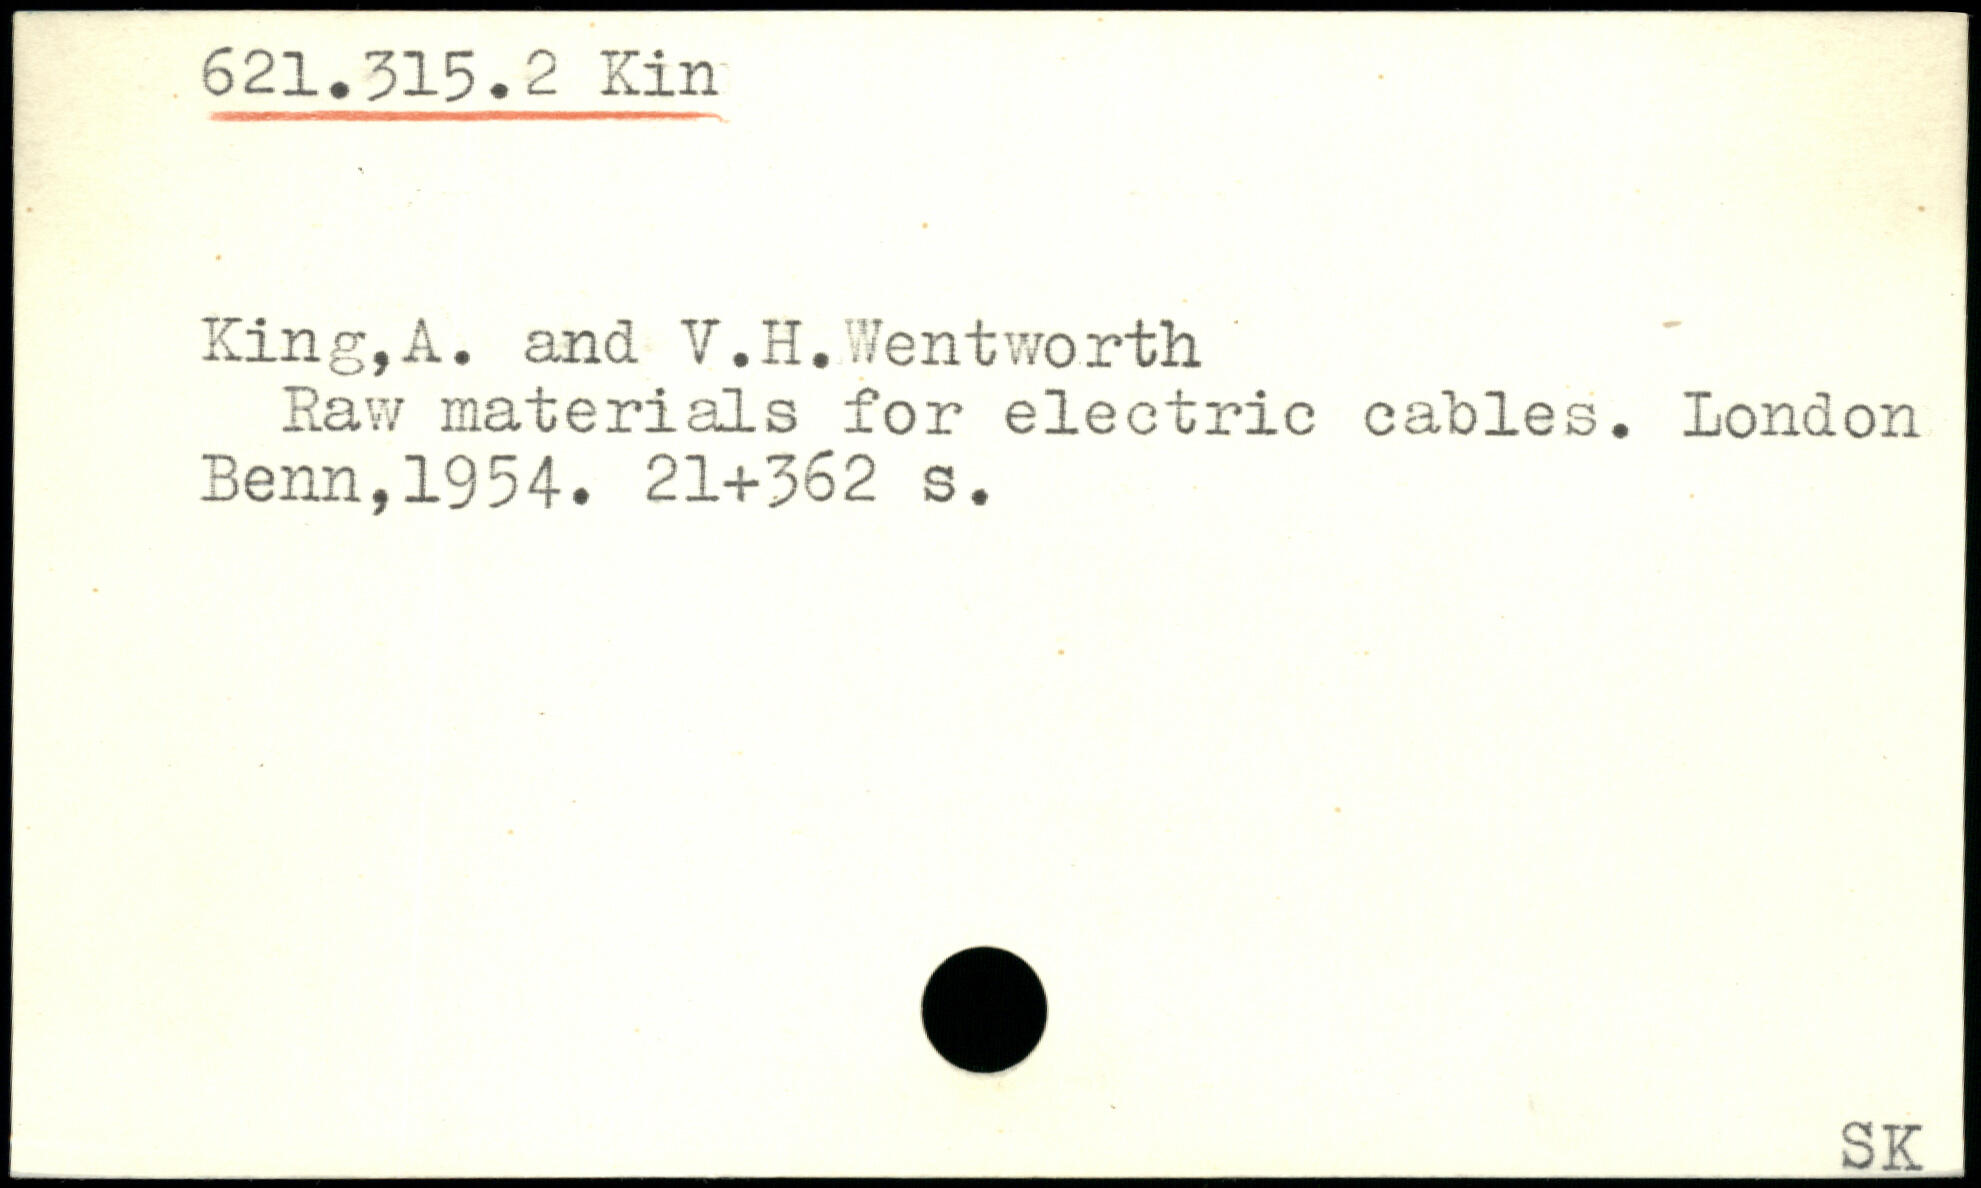 621.315.2 Kin
King,A. and V.H.Wentworth
Raw materials for electric cables. London
Benn,1954. 21+362 s.
SK